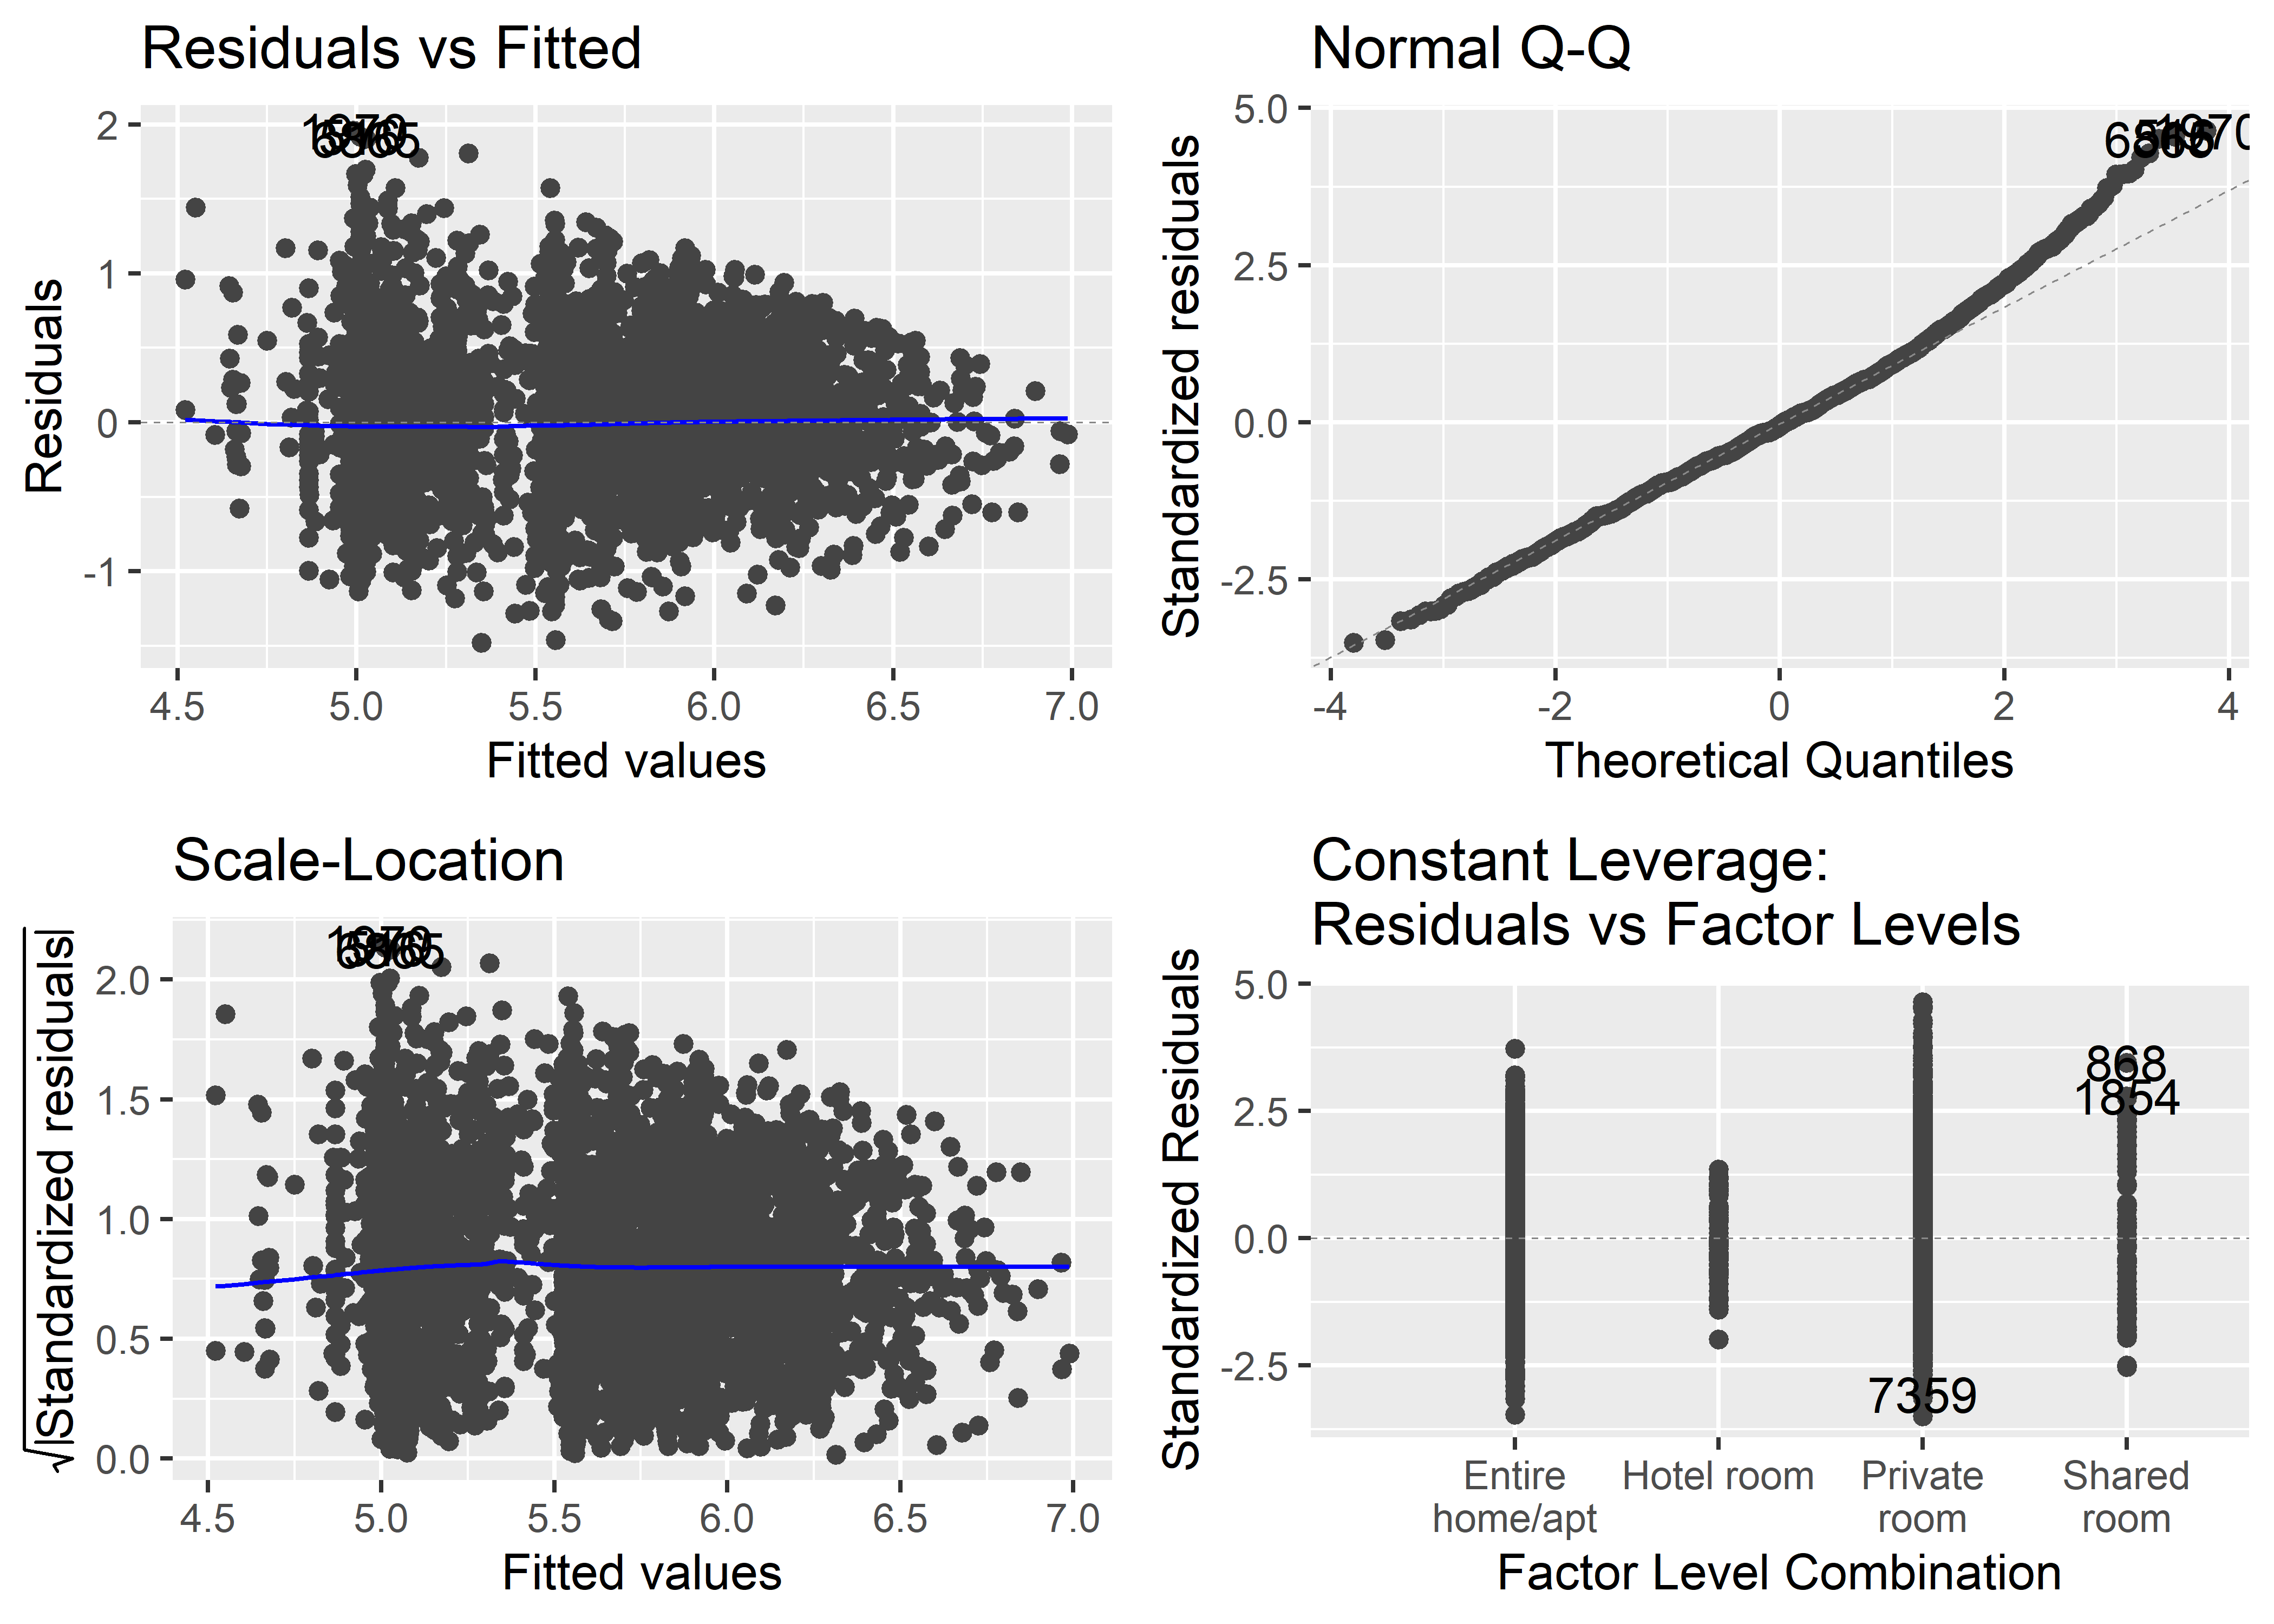 Residuals vs Fitted
Residuals
2
1
0
-1
4.5 5.0 5.5 6.0 6.5 7.0
Fitted values
Normal Q-Q
Standardized residuals
5.0
2.5
0.0
-2.5
-4 -2 0 2 4
Theoretical Quantiles
Scale-Location
√|Standardized residuals|
2.0
1.5
1.0
0.5
0.0
4.5 5.0 5.5 6.0 6.5 7.0
Fitted values
Constant Leverage:
Residuals vs Factor Levels
Standardized Residuals
5.0
2.5
0.0
-2.5
868
1854
7359
Entire
home/apt
Hotel room
Private
room
Shared
room
Factor Level Combination